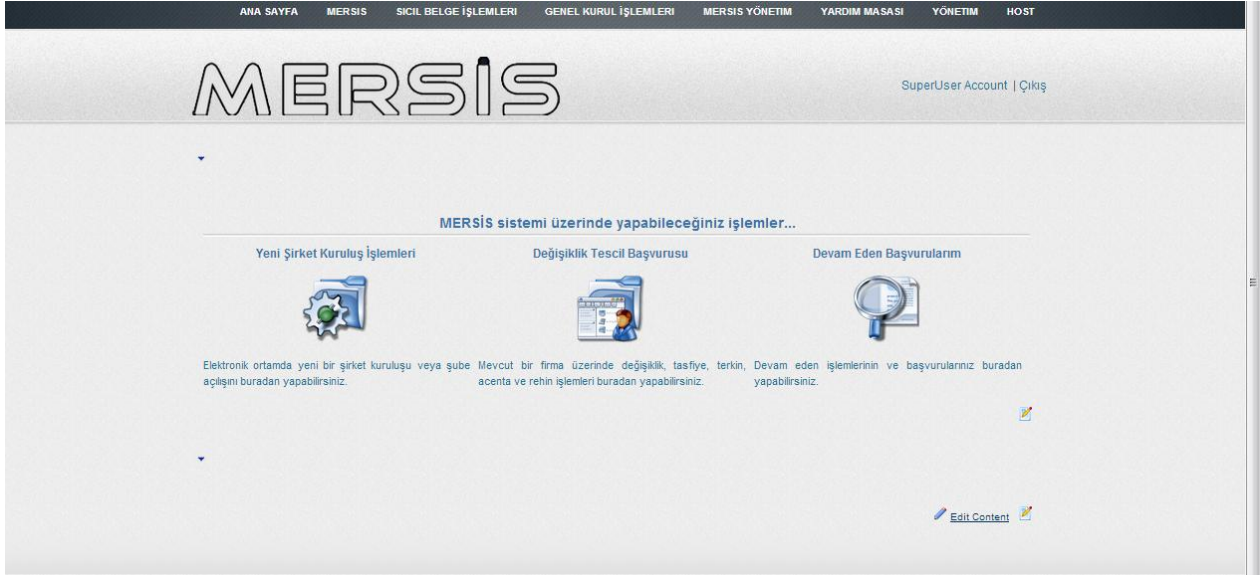 ANA SAYFA MERSIS SICIL BELGE İŞLEMLERI GENEL KURUL İŞLEMLERI MERSIS YÖNETIM YARDIM MASASI YÖNETIM HOST
MERSİS
SuperUser Account | Çıkış
MERSİS sistemi üzerinde yapabileceğiniz işlemler...
Yeni Şirket Kuruluş İşlemleri
Elektronik ortamda yeni bir şirket kuruluşu veya şube
açılışını buradan yapabilirsiniz.
Değişiklik Tescil Başvurusu
Mevcut bir firma üzerinde değişiklik, tasfiye, terkin,
acenta ve rehin işlemleri buradan yapabilirsiniz.
Devam Eden Başvurularım
Devam eden işlemlerinin ve başvurularınız buradan
yapabilirsiniz.
Edit Content